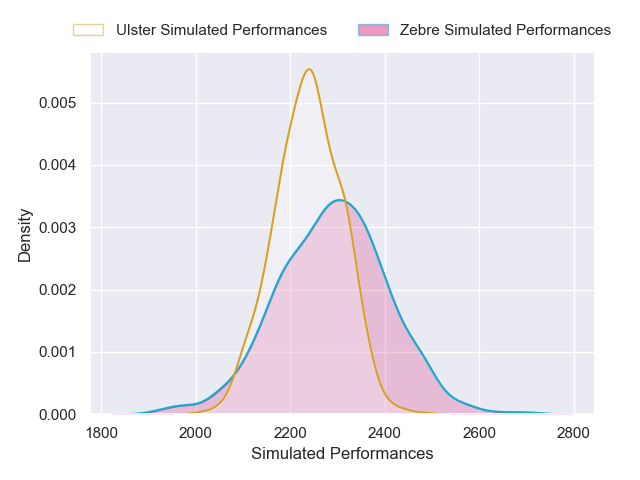 Ulster Simulated Performances Zebre Simulated Performances
0.005
0.004
0.003
0.002
0.001
0.000
Density
1800 2000 2200 2400 2600 2800
Simulated Performances